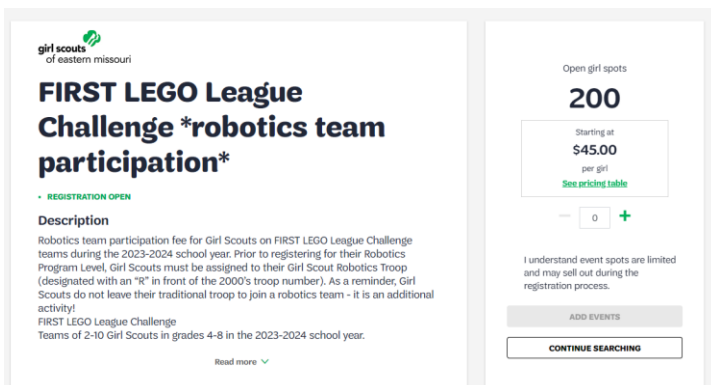 girl scouts
of eastern missouri
FIRST LEGO League
Challenge *robotics team
participation*
• REGISTRATION OPEN
Description
Robotics team participation fee for Girl Scouts on FIRST LEGO League Challenge
teams during the 2023-2024 school year. Prior to registering for their Robotics
Program Level, Girl Scouts must be assigned to their Girl Scout Robotics Troop
(designated with an "R" in front of the 2000's troop number). As a reminder, Girl
Scouts do not leave their traditional troop to join a robotics team - it is an additional
activity!
FIRST LEGO League Challenge
Teams of 2-10 Girl Scouts in grades 4-8 in the 2023-2024 school year.
Read more
Open girl spots
200
Starting at
$45.00
per girl
See pricing table
— 0 +
I understand event spots are limited
and may sell out during the
registration process.
ADD EVENTS
CONTINUE SEARCHING